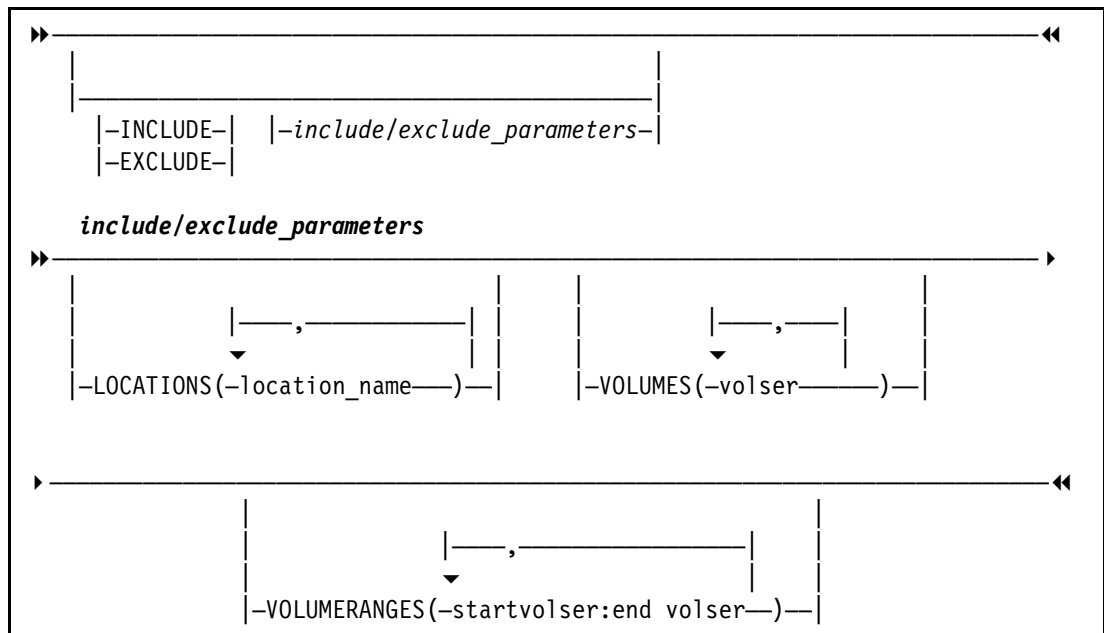 INCLUDE include/exclude_parameters
EXCLUDE
include/exclude_parameters
, ,
LOCATIONS(location_name) VOLUMES(volser)
,
VOLUMERANGES(startvolser:end volser)